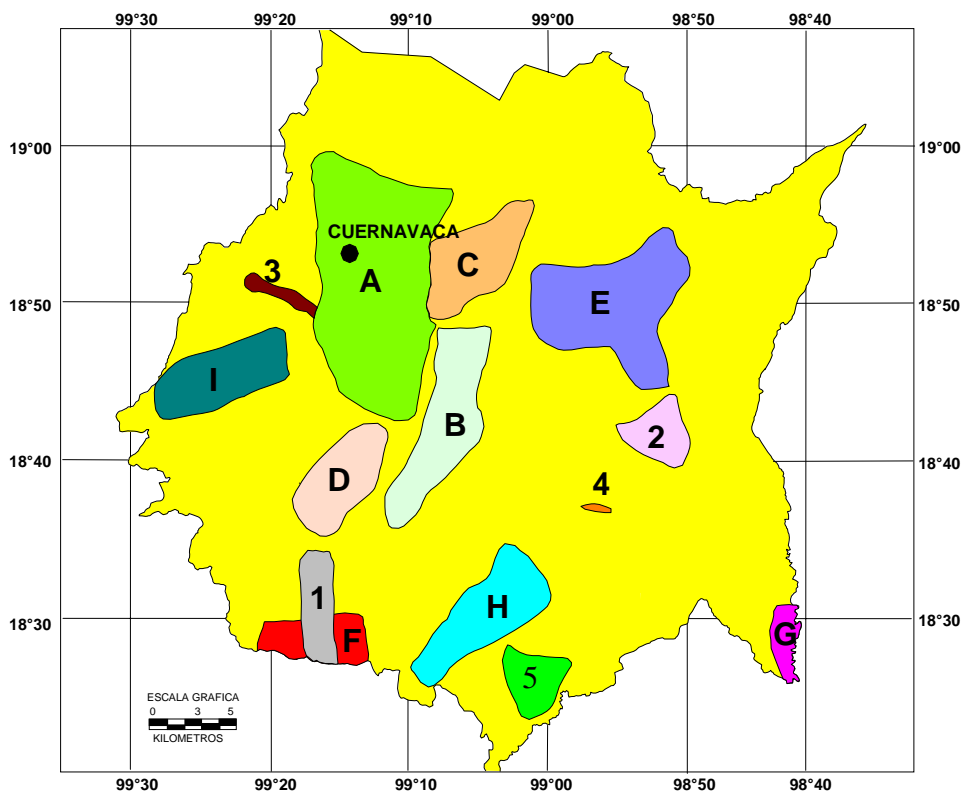 99°30 99°20 99°10 99°00 98°50 98°40
19°00 19°00
CUERNAVACA
C
3
A
18°50 E 18°50
I
B
2
18°40 18°40
D
4
1
H
18°30 18°30
F G
5
ESCALA GRAFICA
0 3 5
KILOMETROS
99°30 99°20 99°10 99°00 98°50 98°40